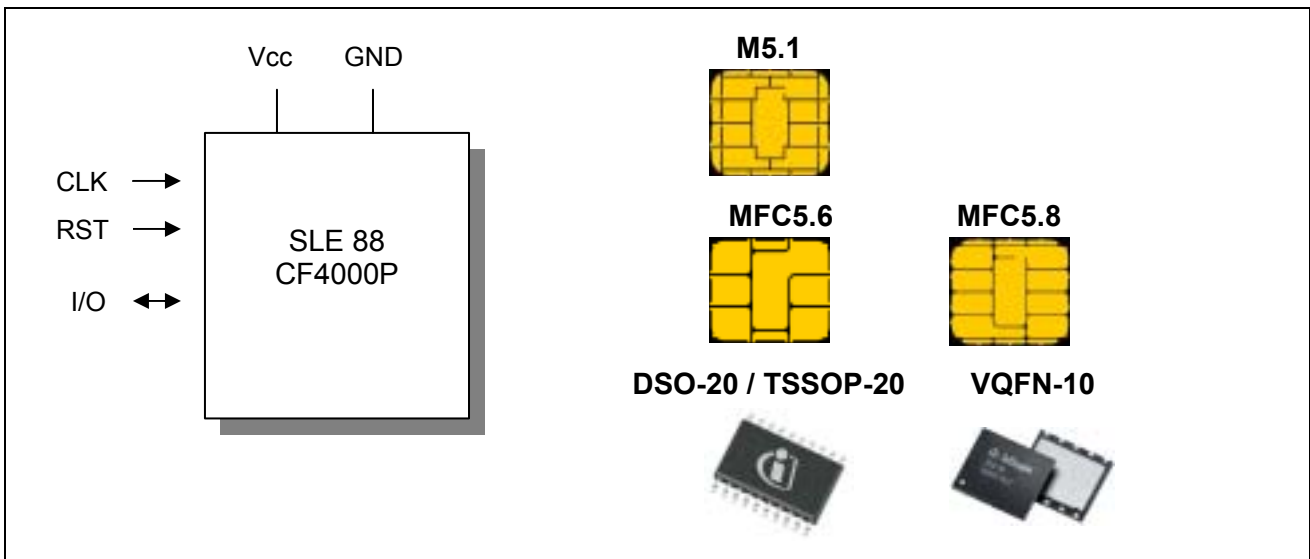 Vcc GND
CLK
RST
I/O
SLE 88
CF4000P
M5.1
MFC5.6 MFC5.8
DSO-20 / TSSOP-20 VQFN-10